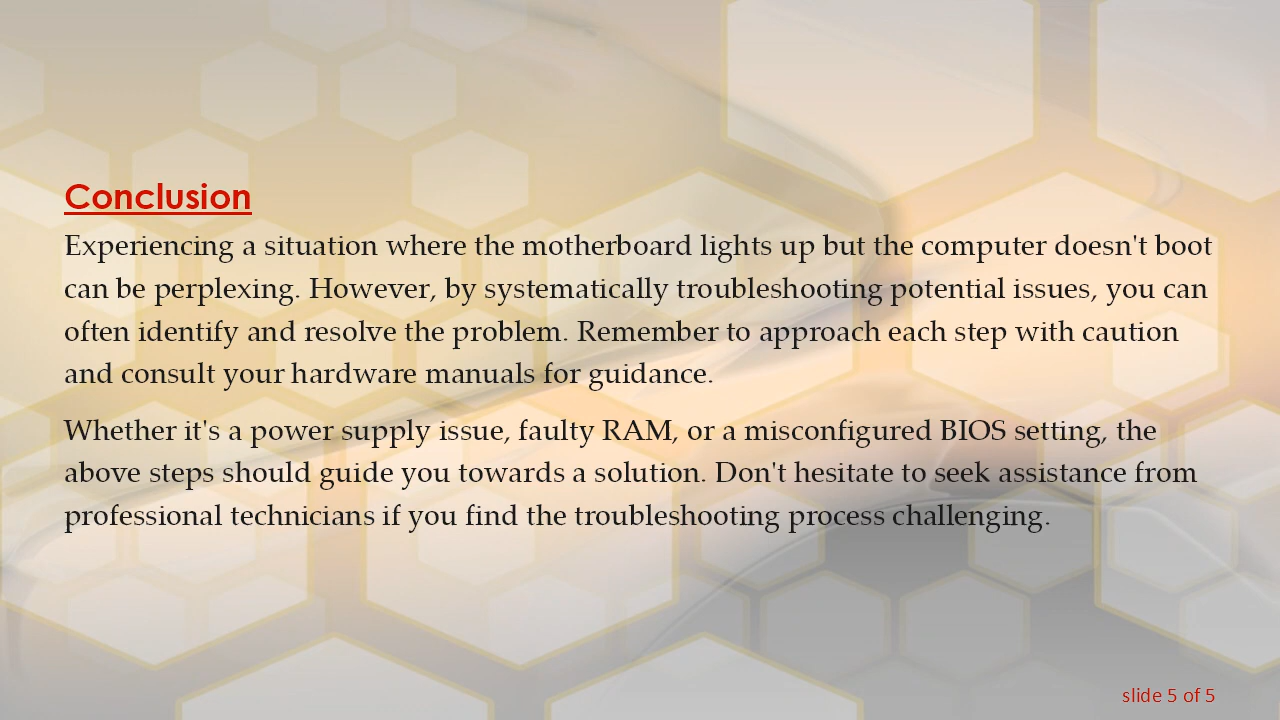 Conclusion
Experiencing a situation where the motherboard lights up but the computer doesn't boot
can be perplexing. However, by systematically troubleshooting potential issues, you can
often identify and resolve the problem. Remember to approach each step with caution
and consult your hardware manuals for guidance.
Whether it's a power supply issue, faulty RAM, or a misconfigured BIOS setting, the
above steps should guide you towards a solution. Don't hesitate to seek assistance from
professional technicians if you find the troubleshooting process challenging.
slide 5 of 5